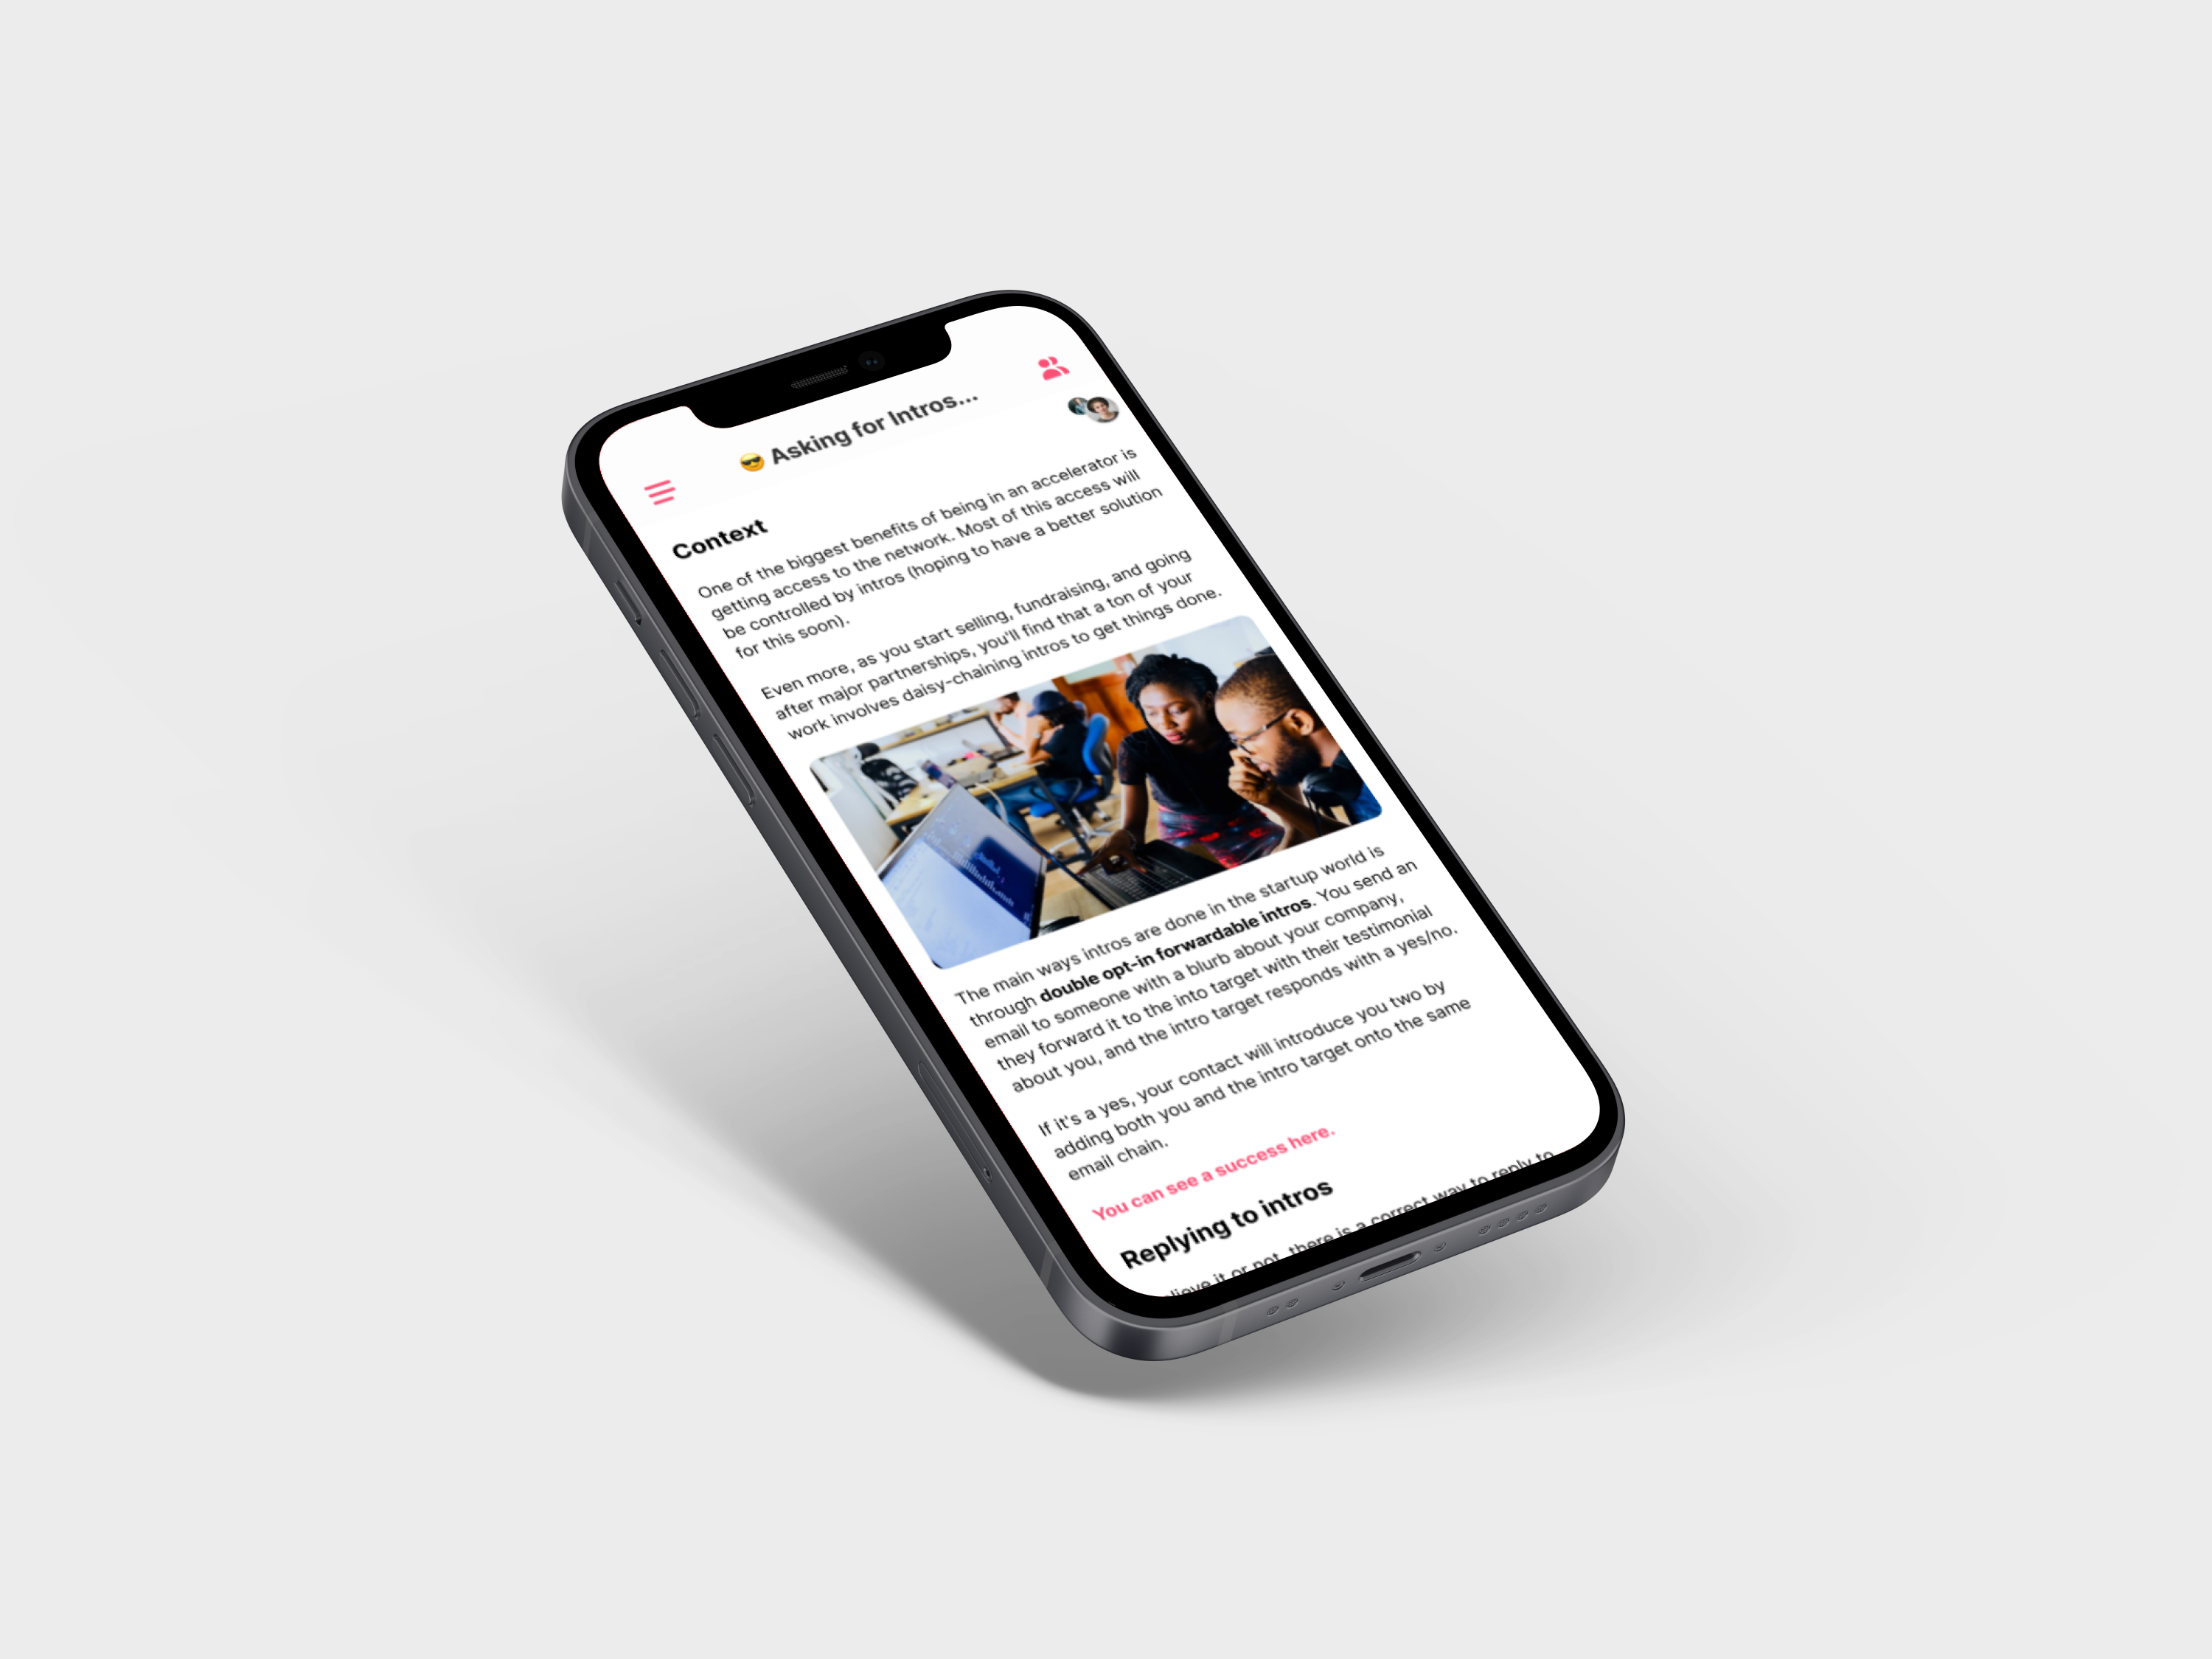 😎 Asking for Intros...
Context
One of the biggest benefits of being in an accelerator is
getting access to the network. Most of this access will
be controlled by intros (hoping to have a better solution
for this soon).
Even more, as you start selling, fundraising, and going
after major partnerships, you'll find that a ton of your
work involves daisy-chaining intros to get things done.
The main ways intros are done in the startup world is
through double opt-in forwardable intros. You send an
email to someone with a blurb about your company,
they forward it to the into target with their testimonial
about you, and the intro target responds with a yes/no.
If it's a yes, your contact will introduce you two by
adding both you and the intro target onto the same
email chain.
You can see a success here.
Replying to intros
it or not, there is a correct way to reply to